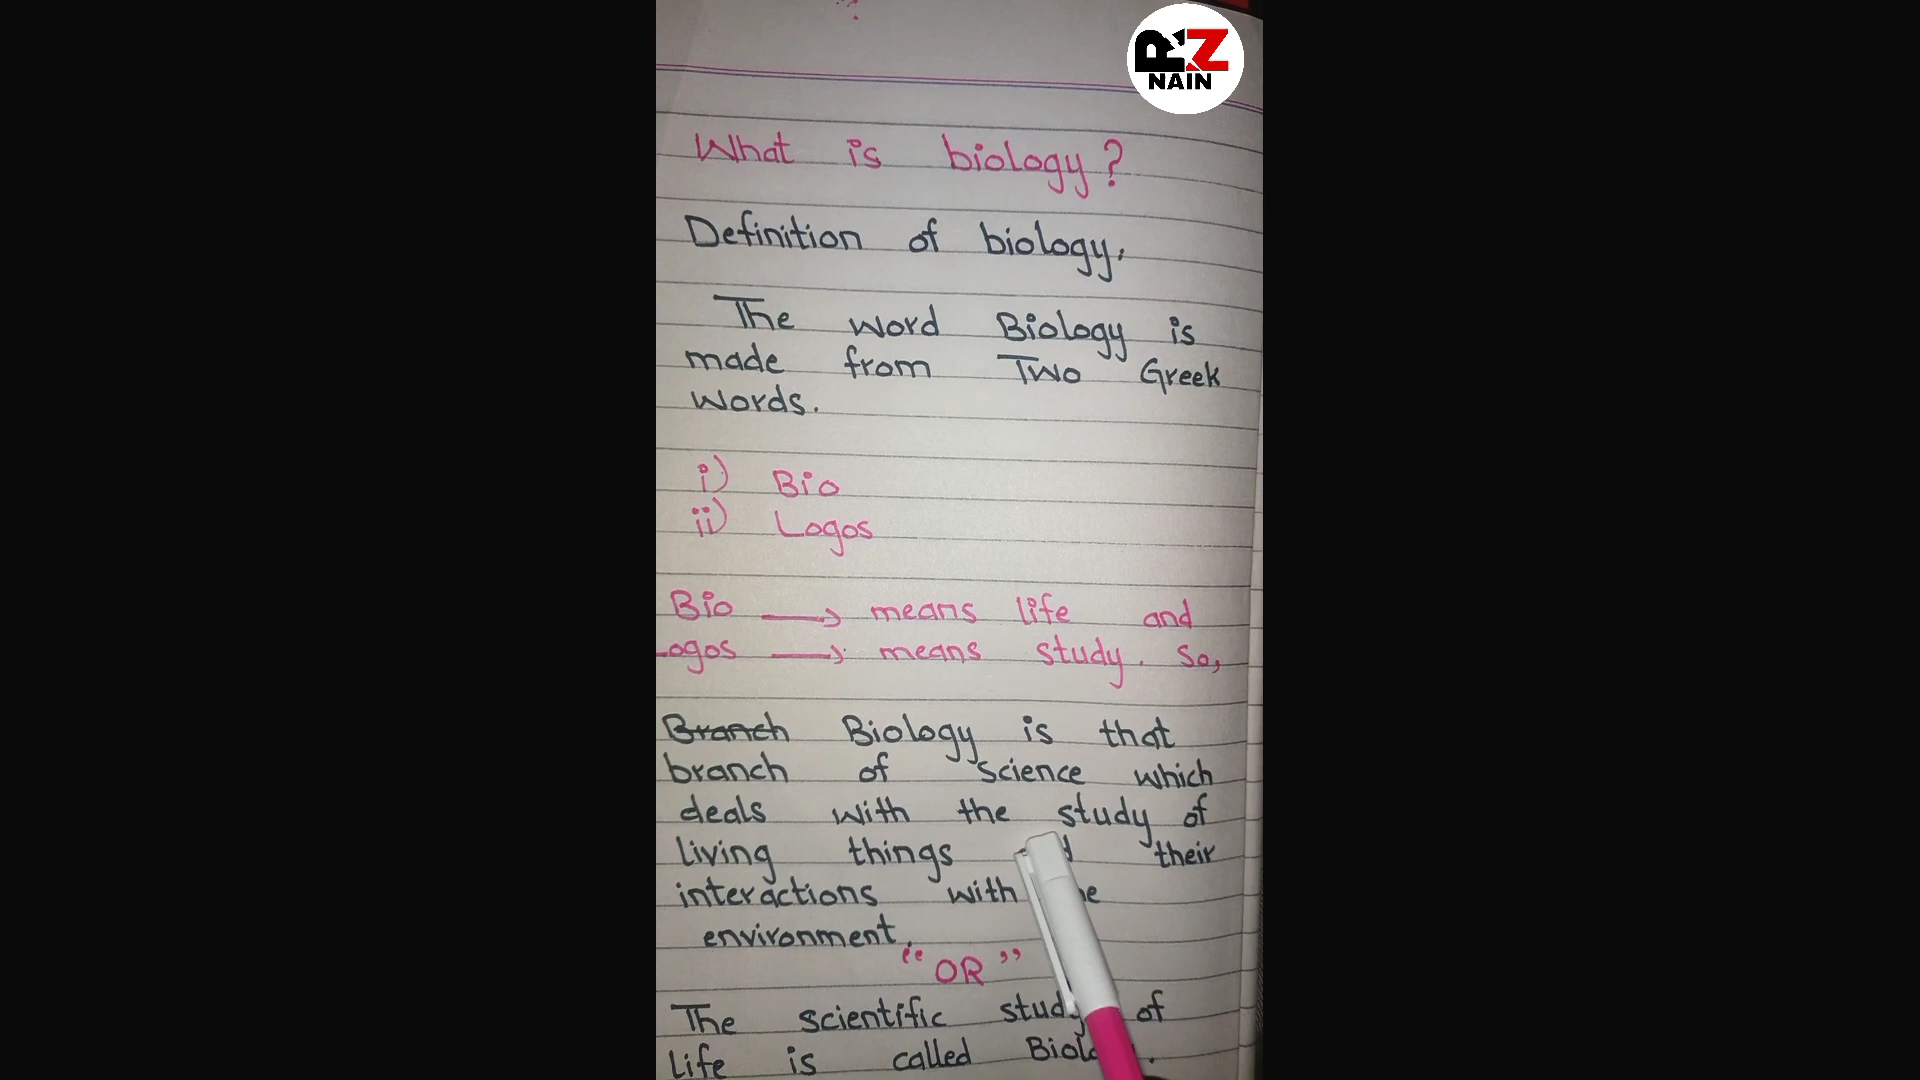 RZ
NAIN
What is biology?
Definition of biology.
The word Biology is
made from Two Greek
words.
i) Bio
ii) Logos
Bio → means life and
Logos → means study. So,
Branch Biology is that
branch of science which
deals with the study of
living things their
interactions with
environment.
"OR"
The scientific study of
life is called